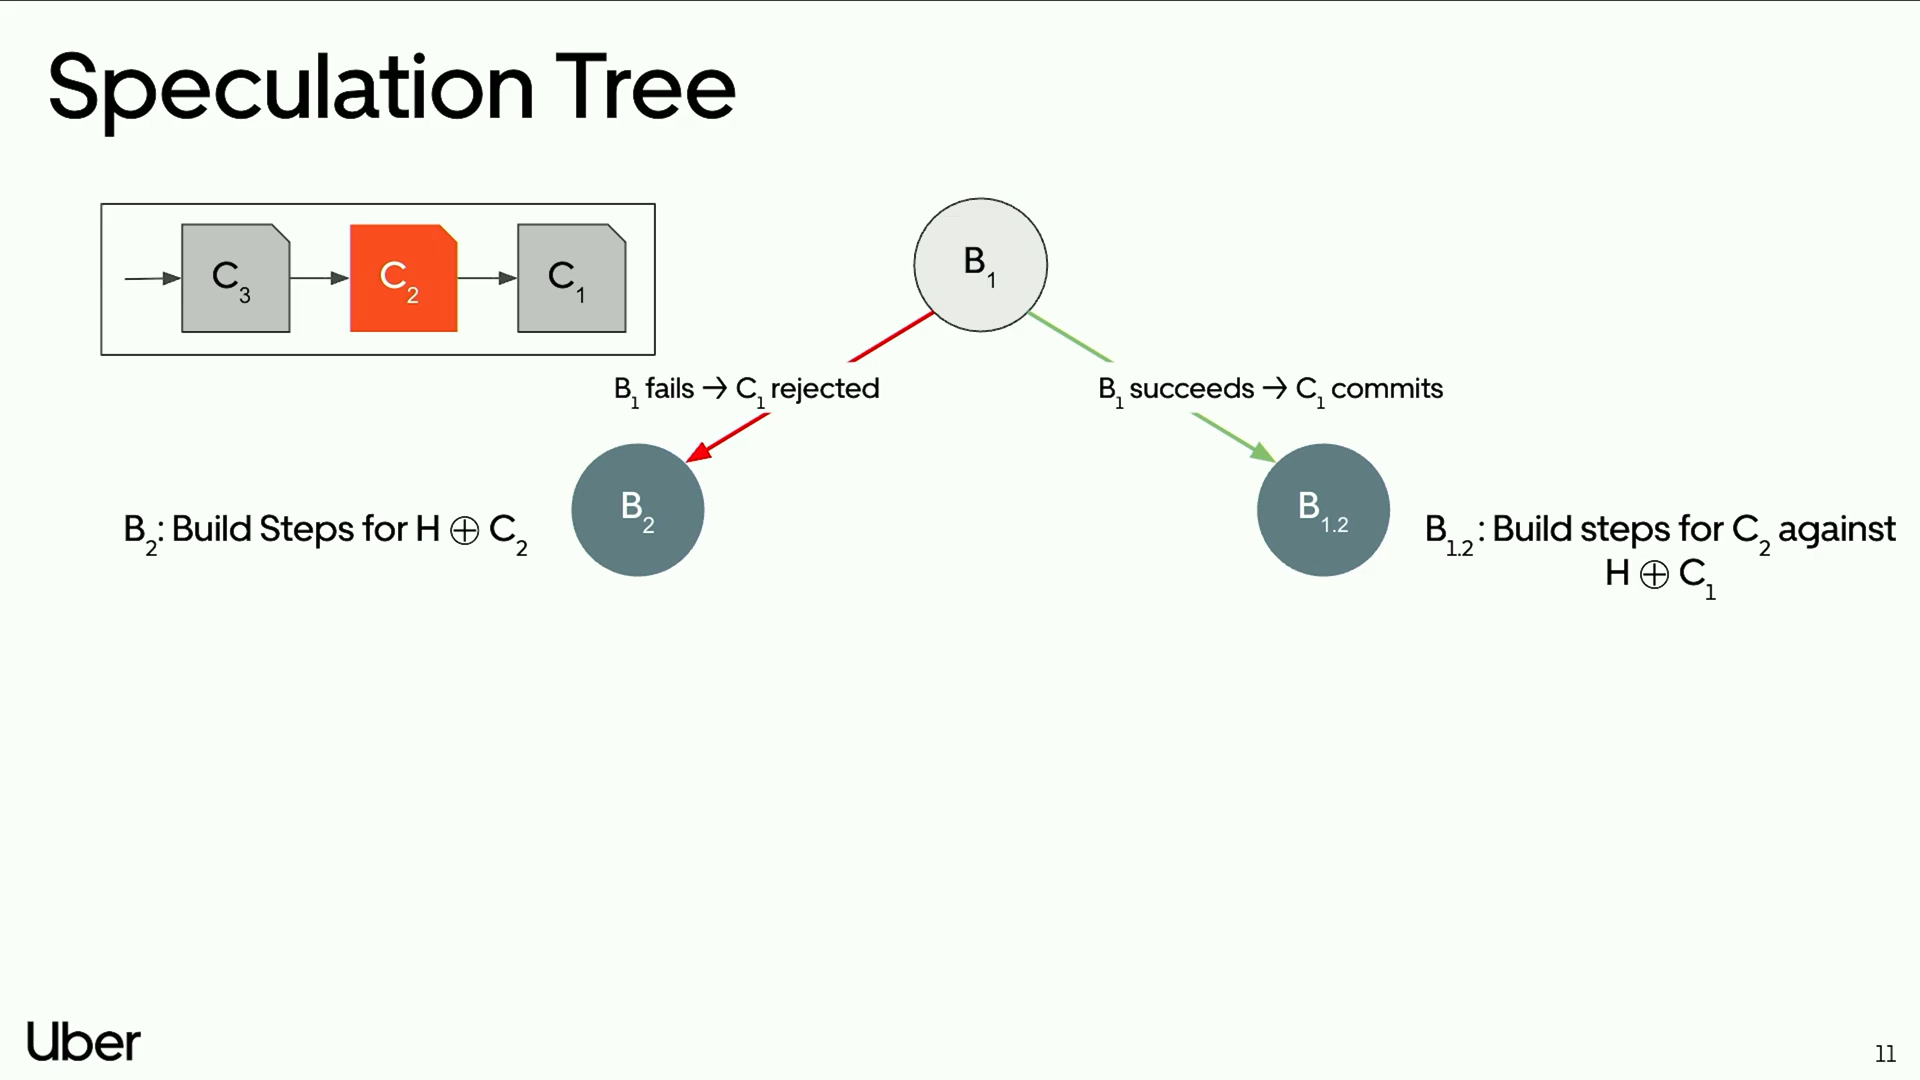 Speculation Tree
C3
C2
C1
B1
B1 fails → C1 rejected
B1 succeeds → C1 commits
B2: Build Steps for H ⊕ C2
B2
B1.2
B1.2: Build steps for C2 against
H ⊕ C1
Uber
11